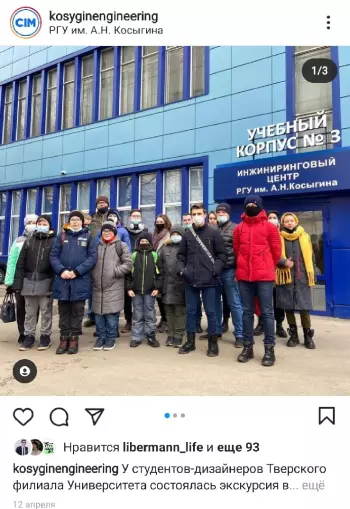 CIM
kosyginengineering
РГУ им. А.Н. Косыгина
1/3
УЧЕБНЫЙ
КОРПУС № 3
ИНЖИНИРИНГОВЫЙ
ЦЕНТР
РГУ им. А.Н.Косыгина
Нравится libermann_life и еще 93
kosyginengineering У студентов-дизайнеров Тверского
филиала Университета состоялась экскурсия в... ещё
12 апреля